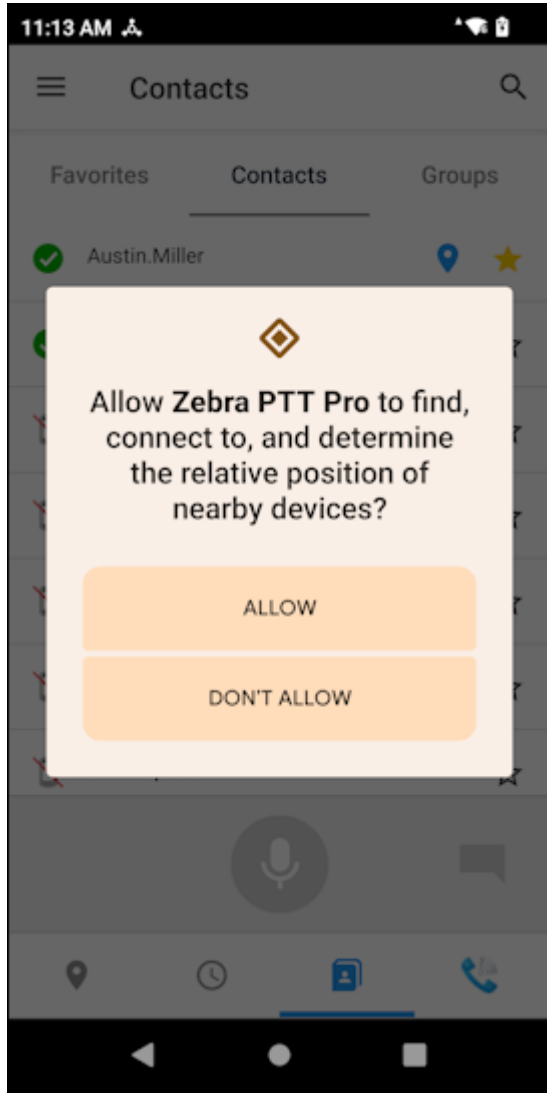 11:13 AM
Contacts
Favorites Contacts Groups
Austin.Miller
Allow Zebra PTT Pro to find,
connect to, and determine
the relative position of
nearby devices?
ALLOW
DON'T ALLOW